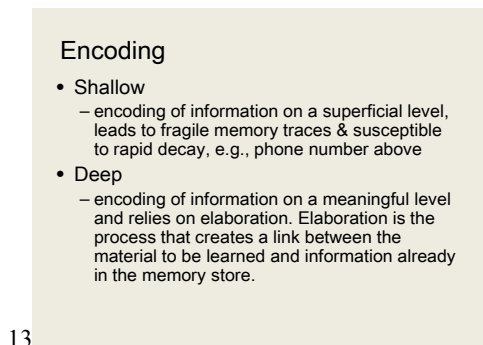 Encoding
• Shallow
– encoding of information on a superficial level,
leads to fragile memory traces & susceptible
to rapid decay, e.g., phone number above
• Deep
– encoding of information on a meaningful level
and relies on elaboration. Elaboration is the
process that creates a link between the
material to be learned and information already
in the memory store.
13